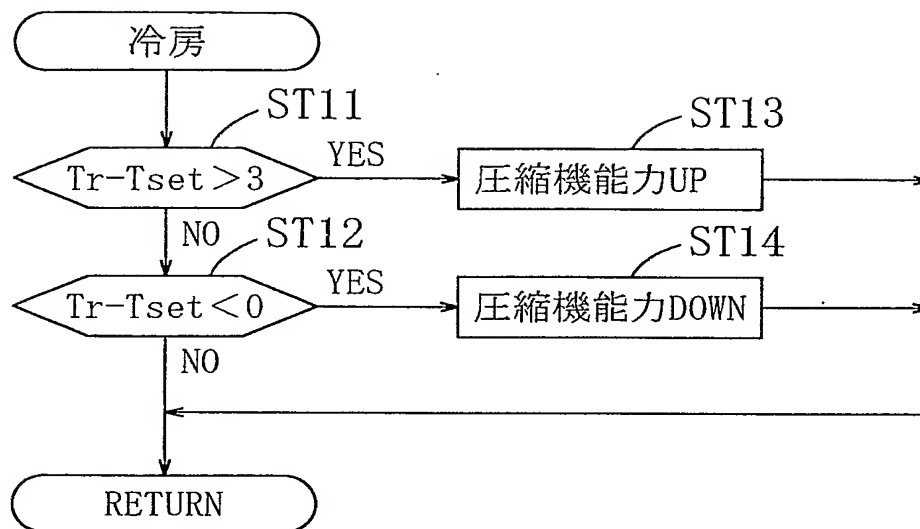 冷房
ST11
Tr-Tset>3
YES
ST13
圧縮機能力UP
NO
ST12
Tr-Tset<0
YES
ST14
圧縮機能力DOWN
NO
RETURN